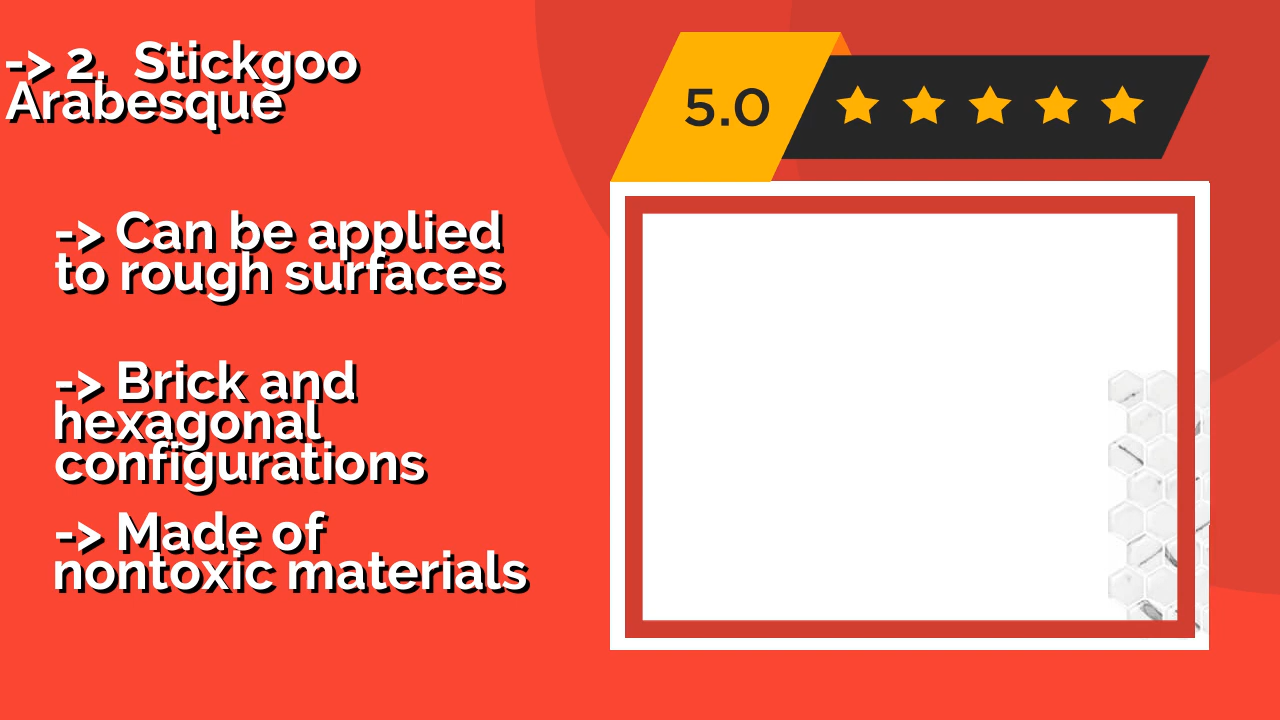 -> 2.  Stickgoo
Arabesque
5.0
-> Can be applied
to rough surfaces
-> Brick and
hexagonal
configurations
-> Made of
nontoxic materials